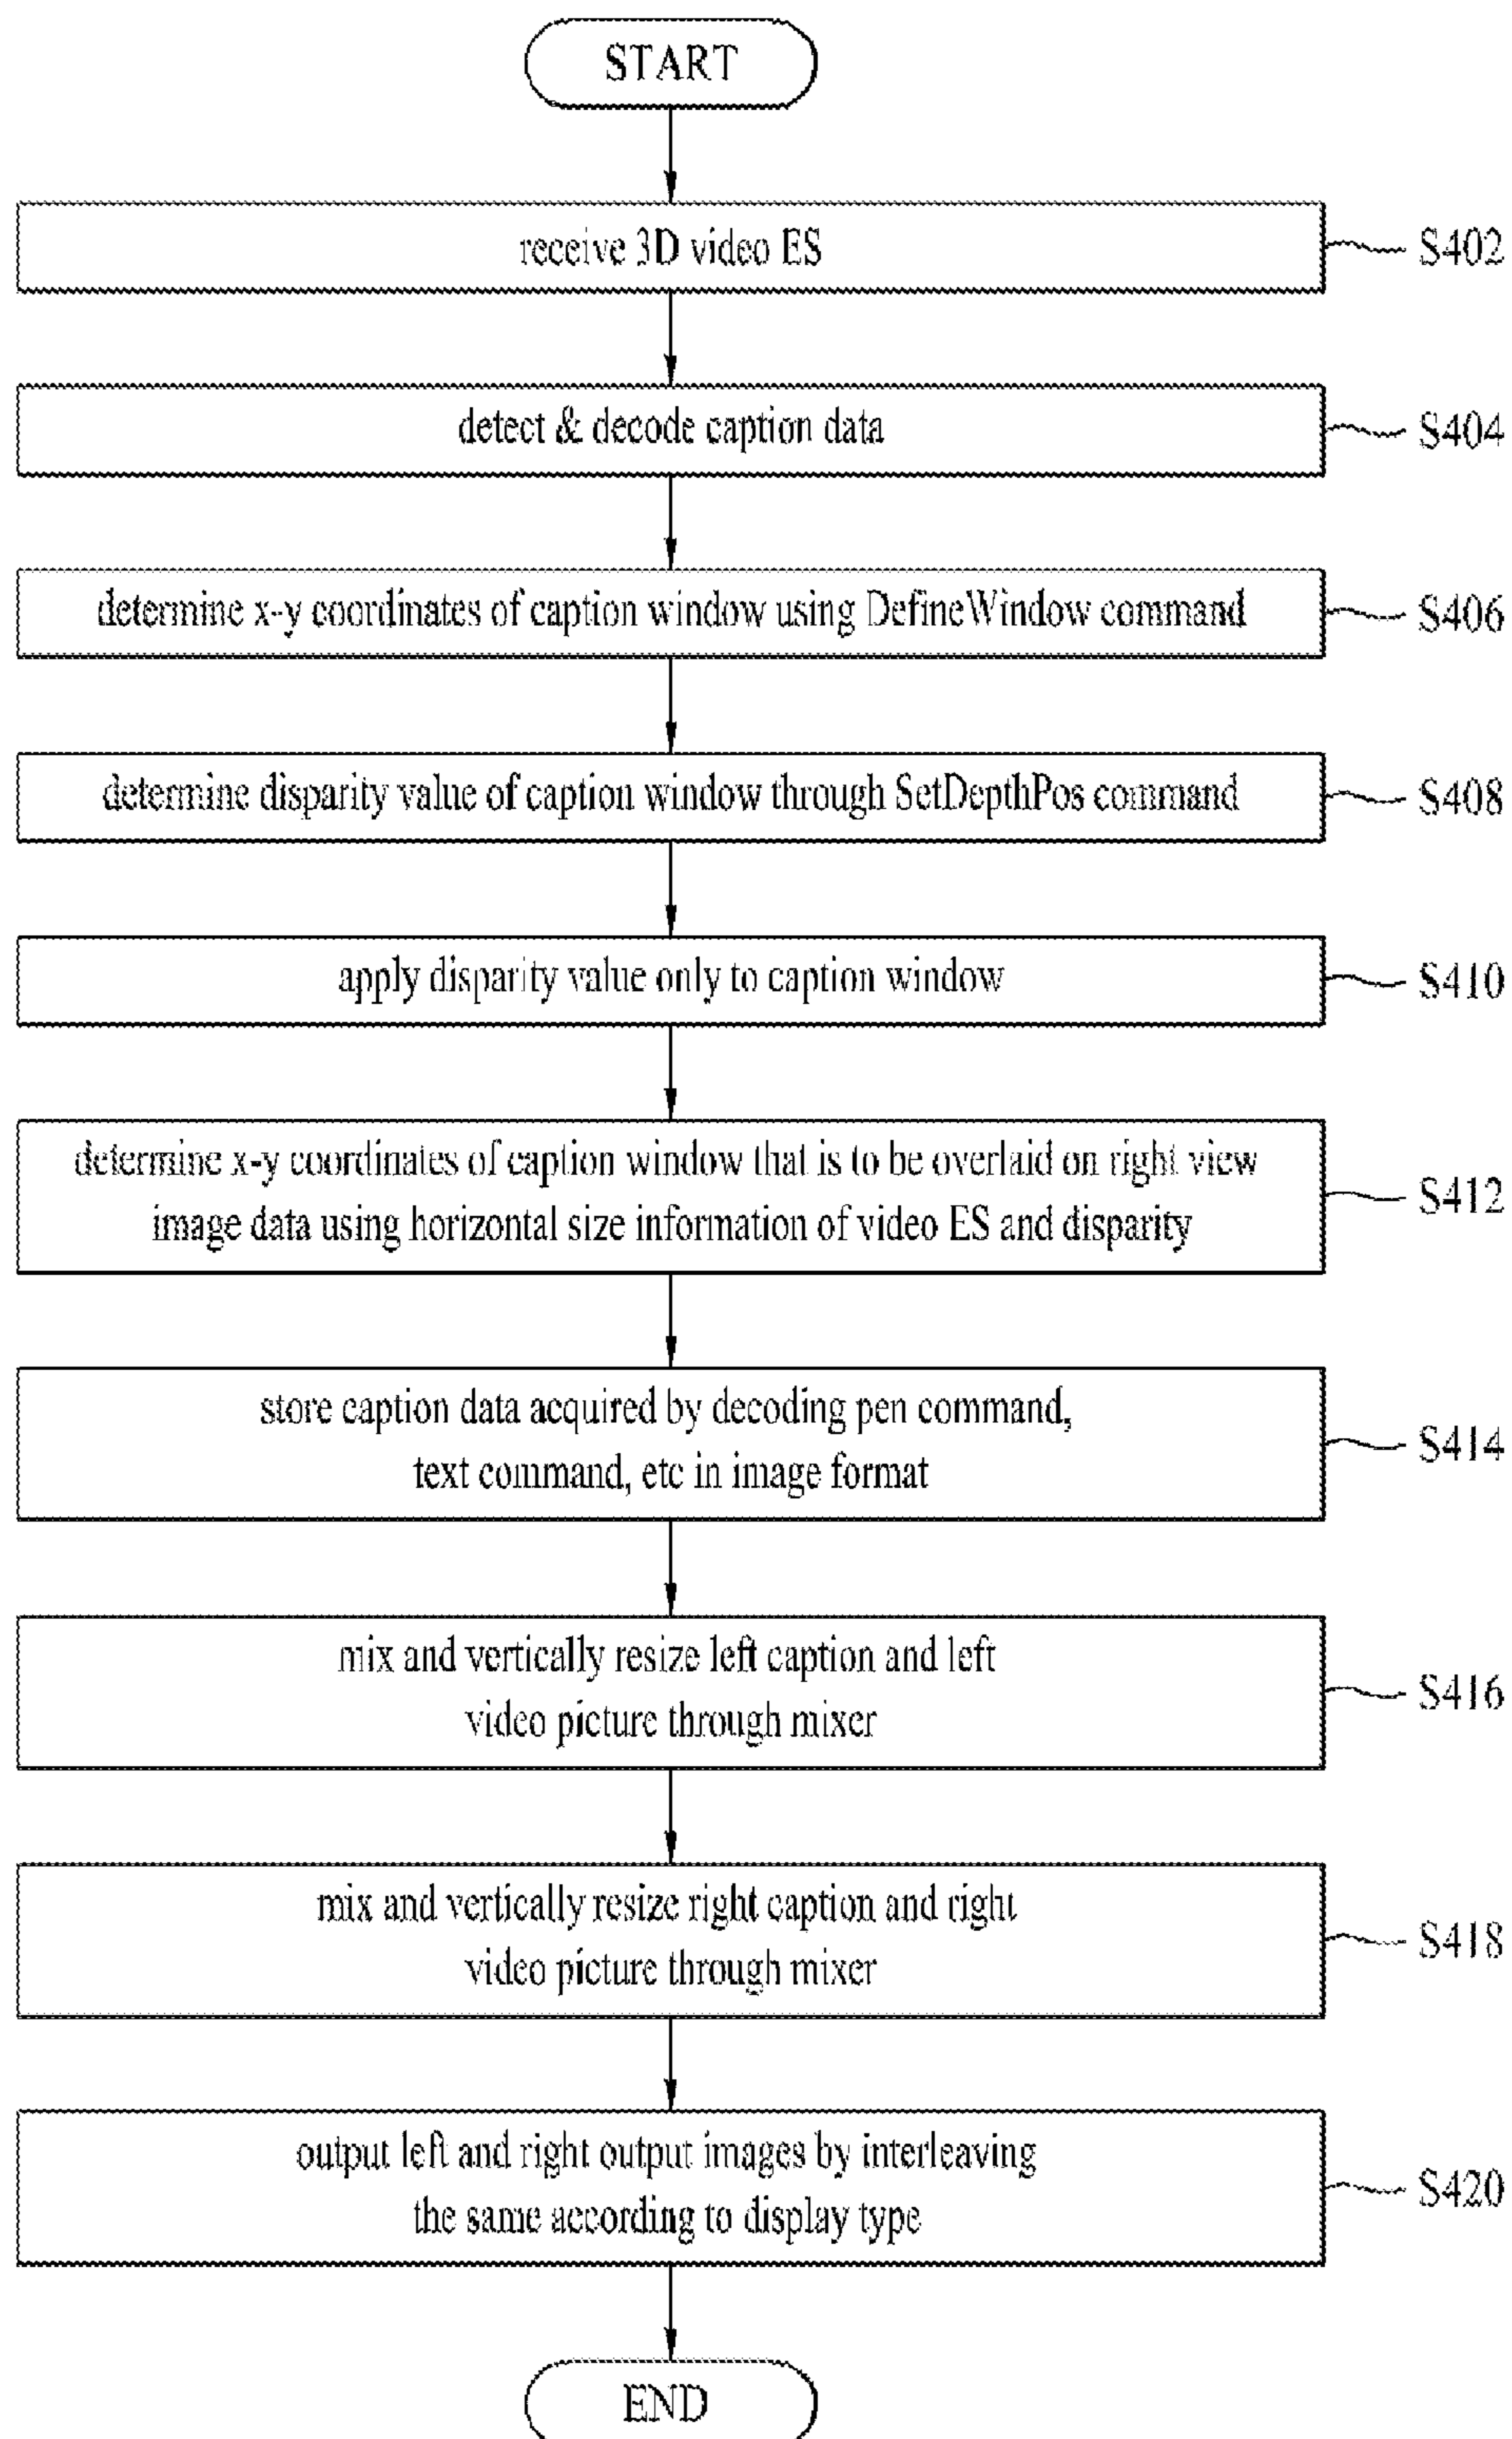 START
receive 3D video ES
S402
detect & decode caption data
S404
determine x-y coordinates of caption window using DefineWindow command
S406
determine disparity value of caption window through SetDepthPos command
S408
apply disparity value only to caption window
S410
determine x-y coordinates of caption window that is to be overlaid on right view
image data using horizontal size information of video ES and disparity
S412
store caption data acquired by decoding pen command,
text command, etc in image format
S414
mix and vertically resize left caption and left
video picture through mixer
S416
mix and vertically resize right caption and right
video picture through mixer
S418
output left and right output images by interleaving
the same according to display type
S420
END